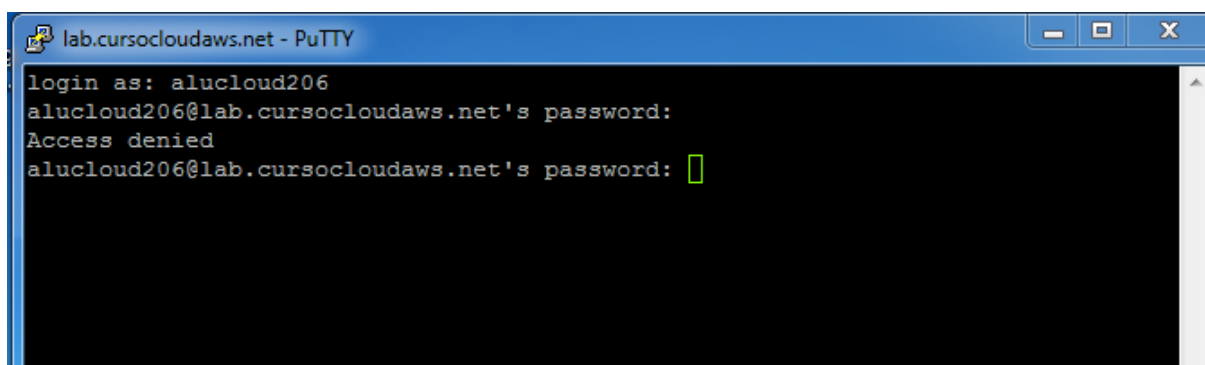 lab.cursocloudaws.net - PuTTY
login as: alucloud206
alucloud206@lab.cursocloudaws.net's password:
Access denied
alucloud206@lab.cursocloudaws.net's password: